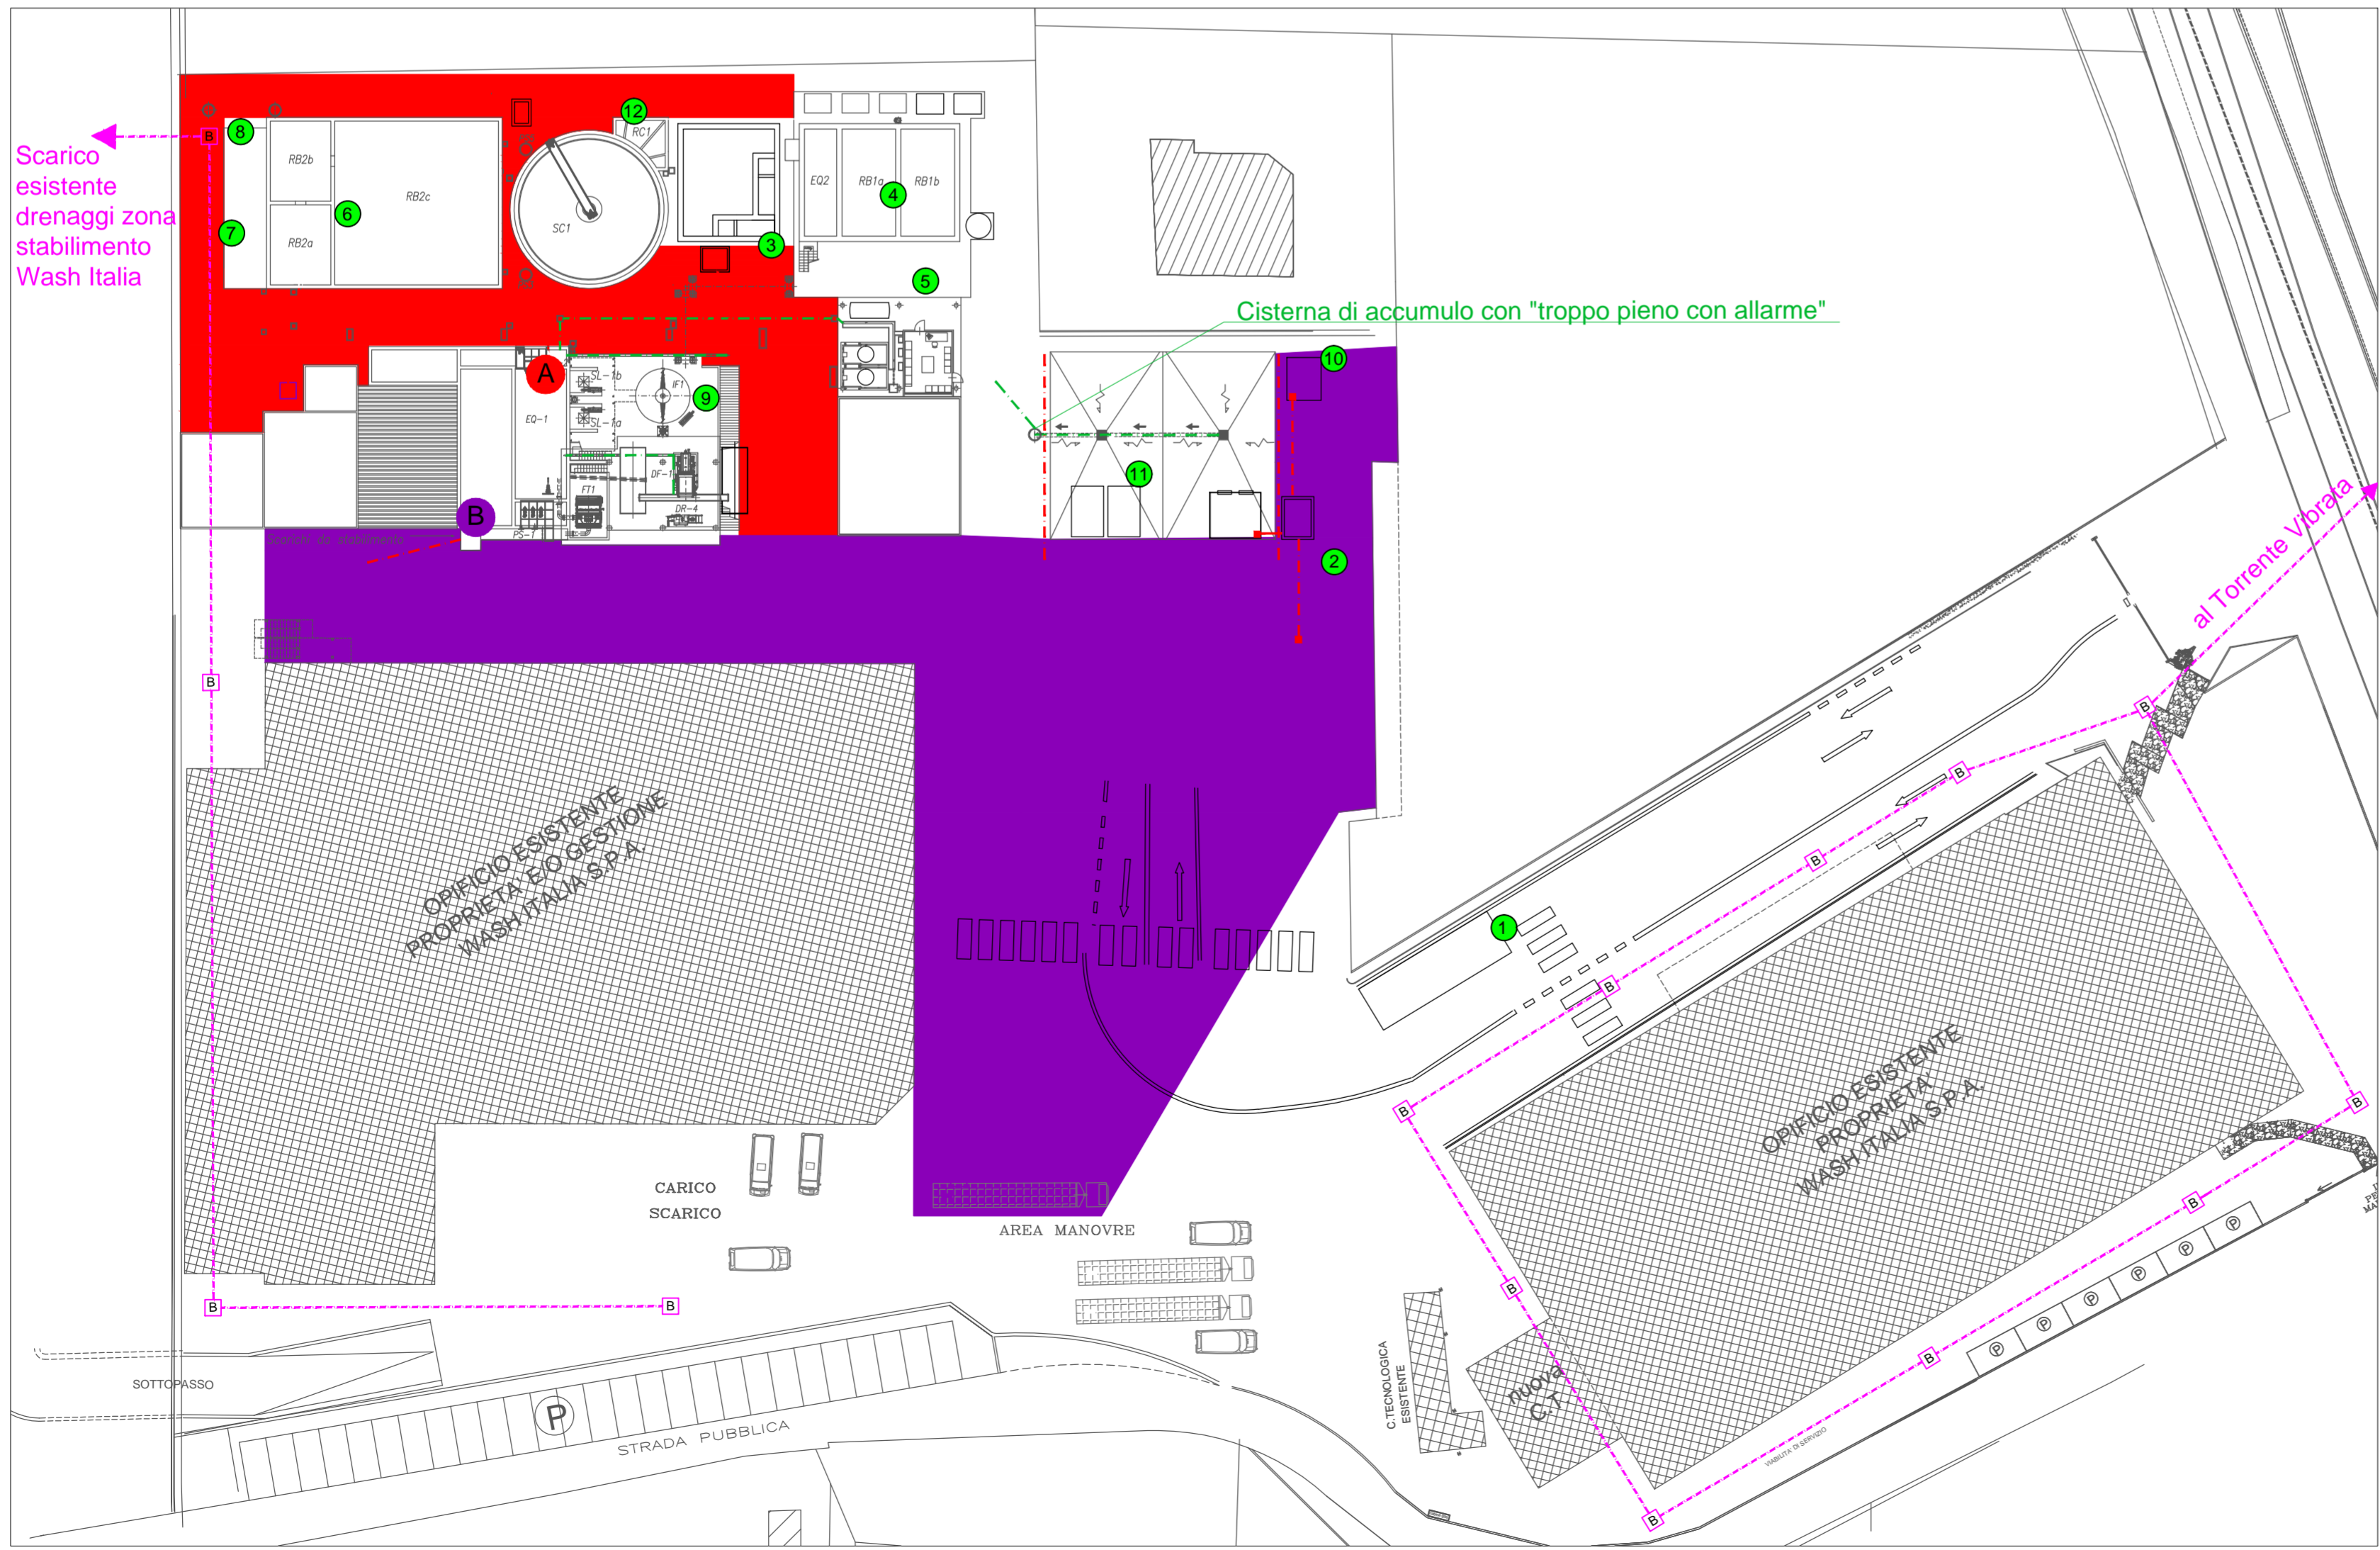 12
8
RC1
B
Scarico
esistente
drenaggi zona
stabilimento
Wash Italia
RB2b
RB2c
EQ2
RB1a
RB1b
4
6
7
RB2a
SC1
3
5
Cisterna di accumulo con "troppo pieno con allarme"
10
A
SL-1b
IF1
9
EQ-1
SL-1a
11
DF-1
FT1
DR-4
B
PS-1
Scarichi da stabilimento
2
al Torrente Vibrata
B
B
B
B
1
B
OPIFICIO ESISTENTE
PROPRIETA' E/O GESTIONE
WASH ITALIA S.P.A.
OPIFICIO ESISTENTE
PROPRIETA'
WASH ITALIA S.P.A.
B
B
CARICO
SCARICO
AREA MANOVRE
B
P
P
P
P
P
P
B
B
B
B
C.TECNOLOGICA
ESISTENTE
nuova
C.T.
SOTTOPASSO
P
STRADA PUBBLICA
VIABILITA' DI SERVIZIO
B